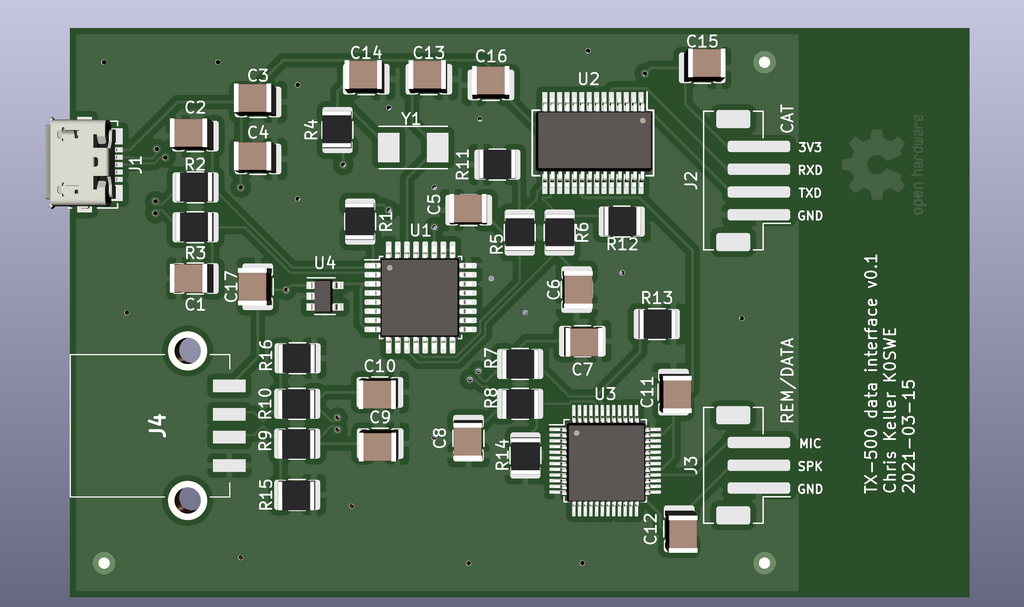 C14
C13
C16
C15
C3
U2
C2
C4
R4
Y1
CAT
J1
3V3
R2
R11
RXD
J2
TXD
open hardware
C5
GND
R1
U1
R5
R6
R12
R3
U4
C17
C6
C1
R13
TX-500 data interface v0.1
Chris Keller K0SWE
2021-03-15
R16
C10
R7
C7
C11
REM/DATA
R10
R8
U3
J4
C9
R9
C8
MIC
R14
J3
SPK
R15
GND
C12